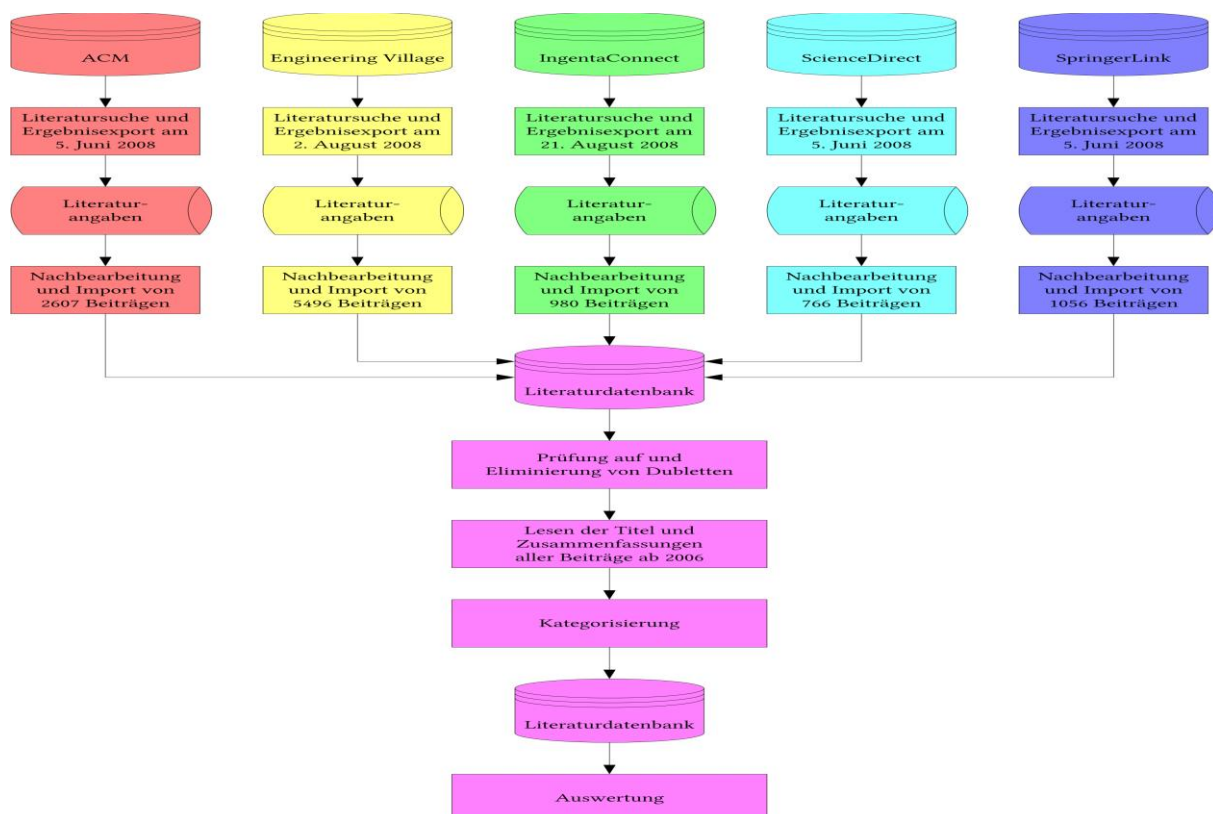 ACM
Engineering Village
IngentaConnect
ScienceDirect
SpringerLink
Literatursuche und
Ergebnisexport am
5. Juni 2008
Literatursuche und
Ergebnisexport am
2. August 2008
Literatursuche und
Ergebnisexport am
21. August 2008
Literatursuche und
Ergebnisexport am
5. Juni 2008
Literatursuche und
Ergebnisexport am
5. Juni 2008
Literatur-
angaben
Literatur-
angaben
Literatur-
angaben
Literatur-
angaben
Literatur-
angaben
Nachbearbeitung
und Import von
2607 Beiträgen
Nachbearbeitung
und Import von
5496 Beiträgen
Nachbearbeitung
und Import von
980 Beiträgen
Nachbearbeitung
und Import von
766 Beiträgen
Nachbearbeitung
und Import von
1056 Beiträgen
Literaturdatenbank
Prüfung auf und
Eliminierung von Dubletten
Lesen der Titel und
Zusammenfassungen
aller Beiträge ab 2006
Kategorisierung
Literaturdatenbank
Auswertung